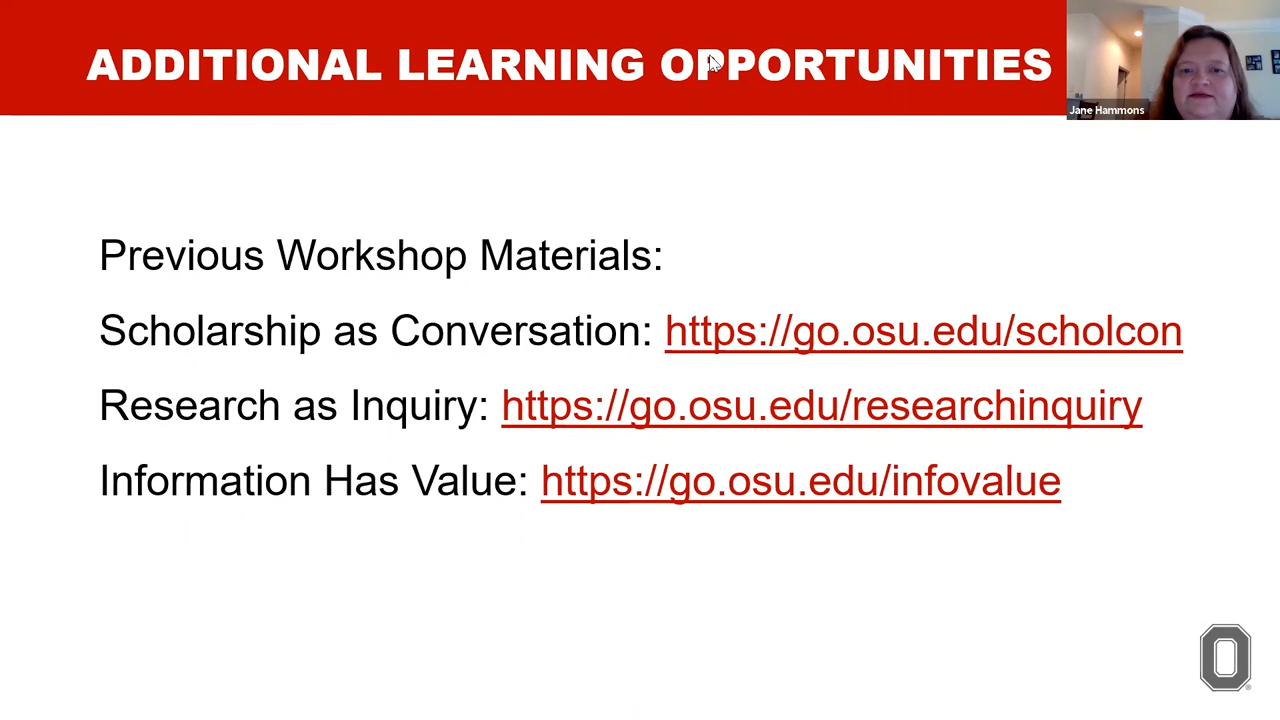 ADDITIONAL LEARNING OPPORTUNITIES
Jane Hammons
Previous Workshop Materials:
Scholarship as Conversation: https://go.osu.edu/scholcon
Research as Inquiry: https://go.osu.edu/researchinquiry
Information Has Value: https://go.osu.edu/infovalue